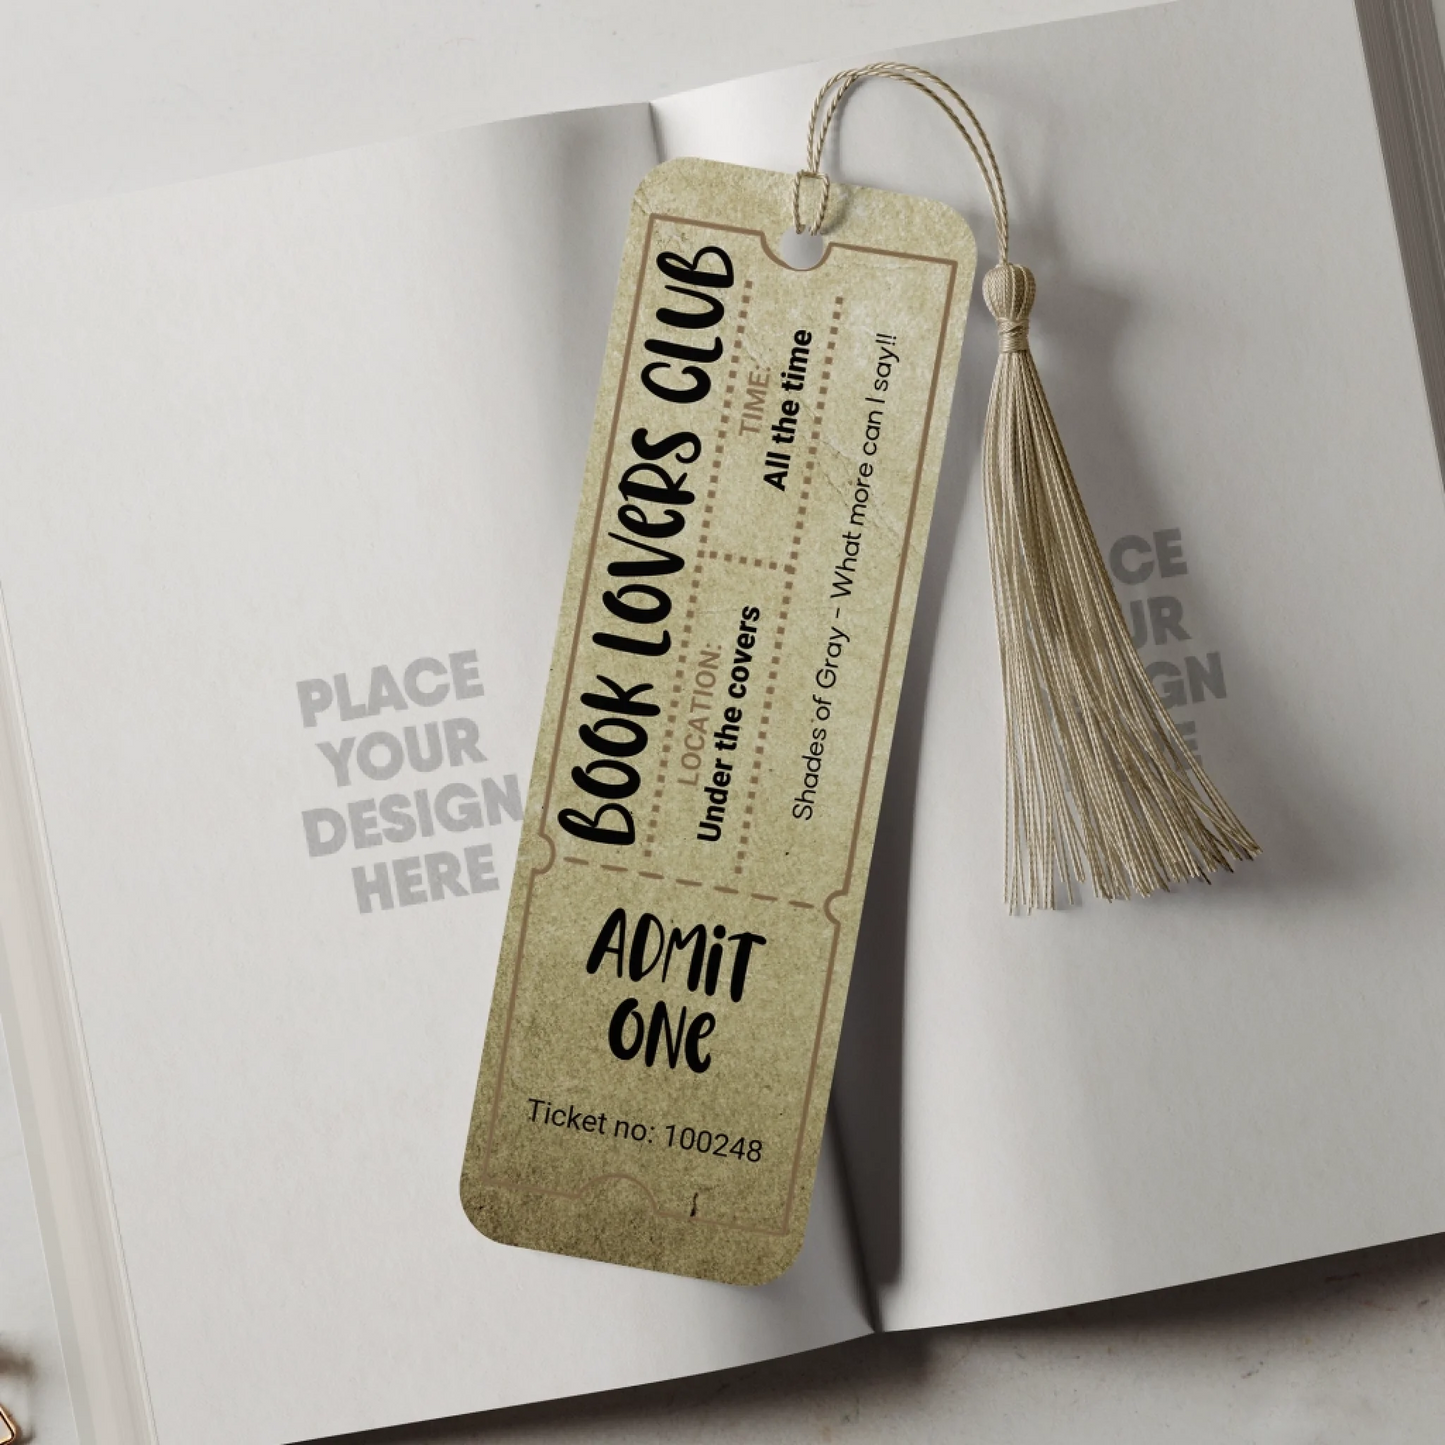 BOOK LOVERS CLUB
TIME:
All the time
LOCATION:
Under the covers
Shades of Gray - What more can I say!!
ADMIT
ONE
Ticket no: 100248
PLACE
YOUR
DESIGN
HERE